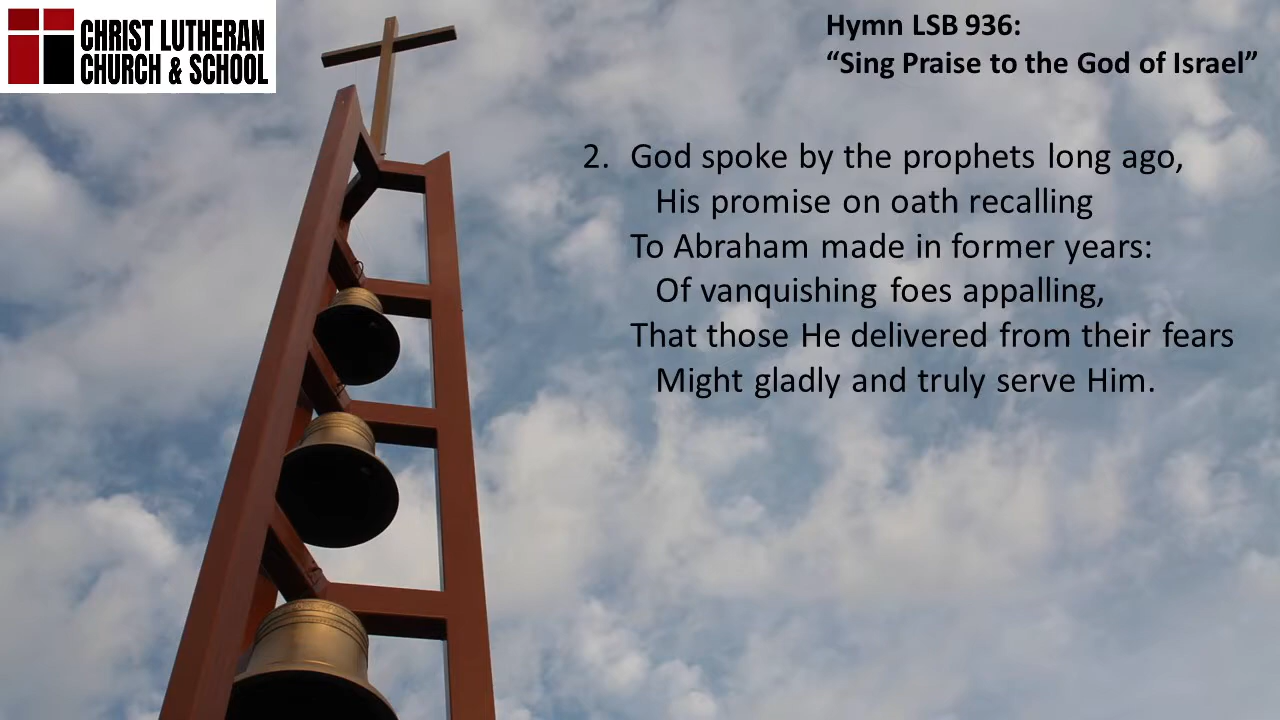 CHRIST LUTHERAN
CHURCH & SCHOOL
Hymn LSB 936:
“Sing Praise to the God of Israel”
2. God spoke by the prophets long ago,
His promise on oath recalling
To Abraham made in former years:
Of vanquishing foes appalling,
That those He delivered from their fears
Might gladly and truly serve Him.